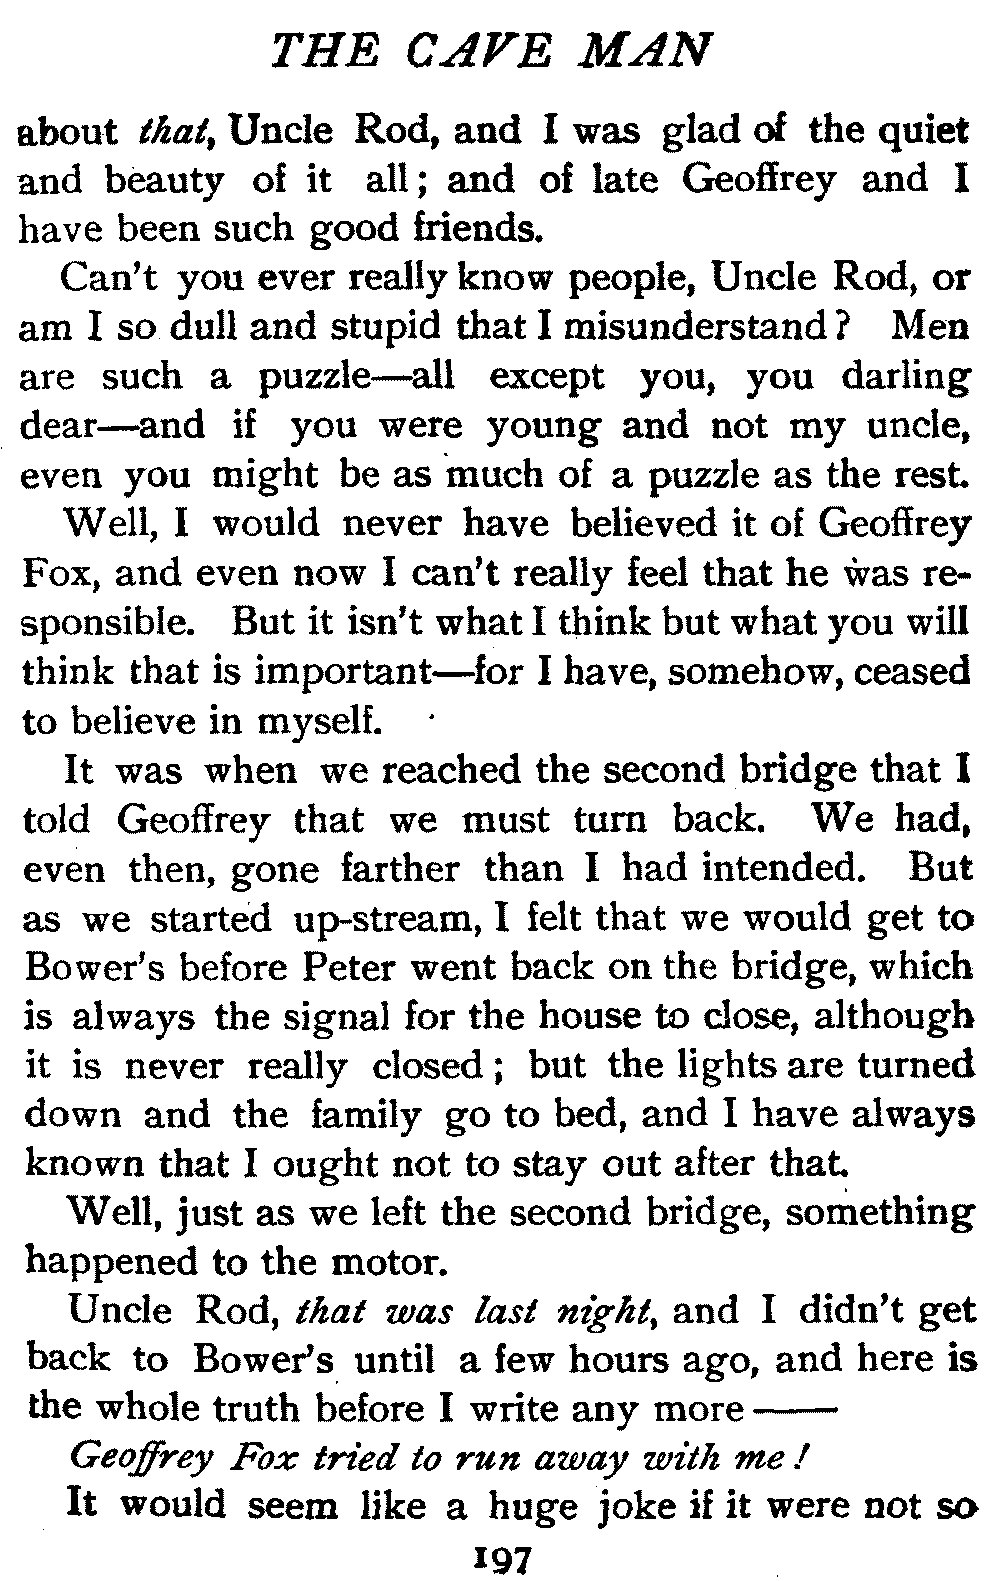 THE CAVE MAN
about that, Uncle Rod, and I was glad of the quiet
and beauty of it all; and of late Geoffrey and I
have been such good friends.
Can't you ever really know people, Uncle Rod, or
am I so dull and stupid that I misunderstand? Men
are such a puzzle—all except you, you darling
dear—and if you were young and not my uncle,
even you might be as much of a puzzle as the rest.
Well, I would never have believed it of Geoffrey
Fox, and even now I can't really feel that he was re-
sponsible. But it isn't what I think but what you will
think that is important—for I have, somehow, ceased
to believe in myself.
It was when we reached the second bridge that I
told Geoffrey that we must turn back. We had,
even then, gone farther than I had intended. But
as we started up-stream, I felt that we would get to
Bower's before Peter went back on the bridge, which
is always the signal for the house to close, although
it is never really closed; but the lights are turned
down and the family go to bed, and I have always
known that I ought not to stay out after that.
Well, just as we left the second bridge, something
happened to the motor.
Uncle Rod, that was last night, and I didn't get
back to Bower's until a few hours ago, and here is
the whole truth before I write any more——
Geoffrey Fox tried to run away with me!
It would seem like a huge joke if it were not so
197